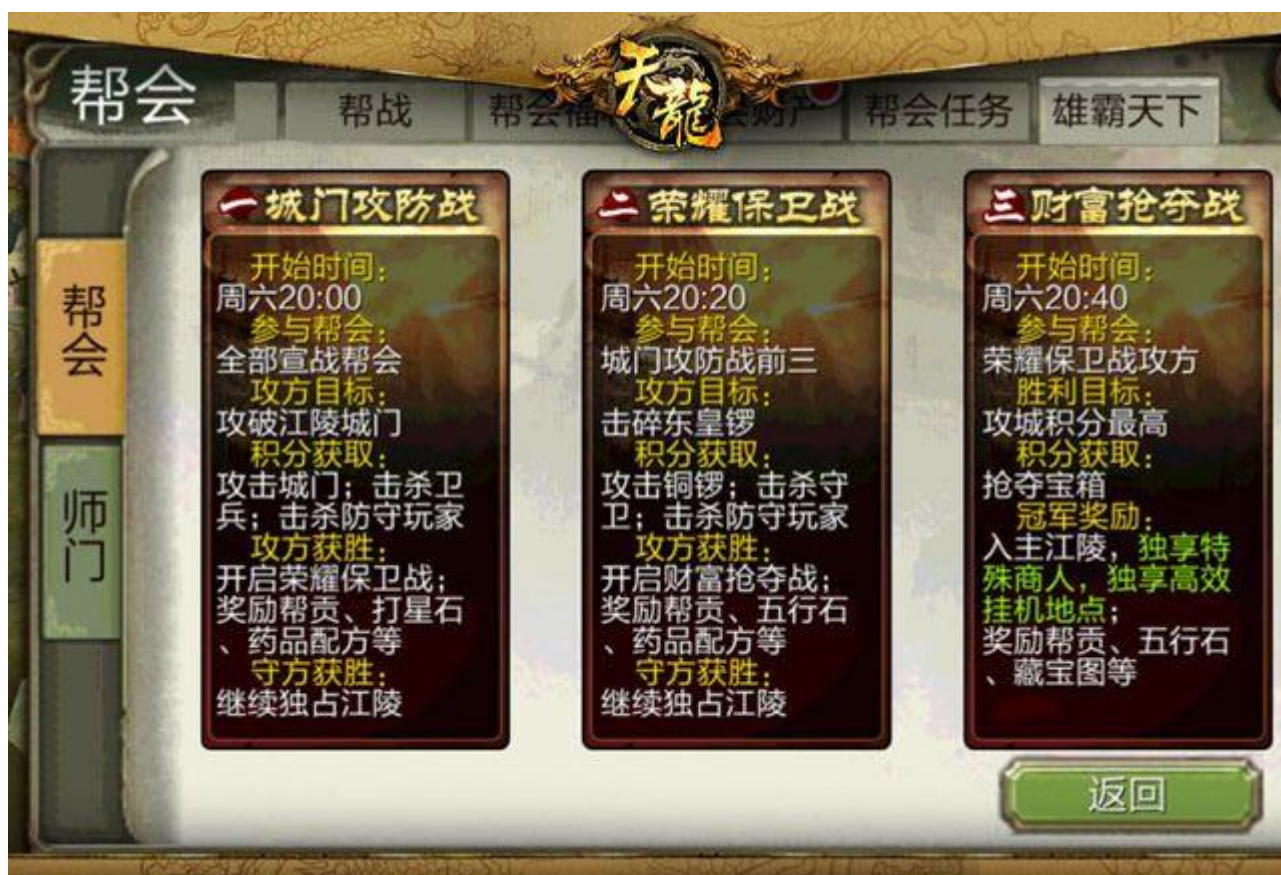 帮会
帮战
帮会福
会财产
帮会任务
雄霸天下
天龍
帮会
师门
一 城门攻防战
开始时间：
周六20:00
参与帮会：
全部宣战帮会
攻方目标：
攻破江陵城门
积分获取：
攻击城门；击杀卫
兵；击杀防守玩家
攻方获胜：
开启荣耀保卫战；
奖励帮贡、打星石
、药品配方等
守方获胜：
继续独占江陵
二 荣耀保卫战
开始时间：
周六20:20
参与帮会：
城门攻防战前三
攻方目标：
击碎东皇锣
积分获取：
攻击铜锣；击杀守
卫；击杀防守玩家
攻方获胜：
开启财富抢夺战；
奖励帮贡、五行石
、药品配方等
守方获胜：
继续独占江陵
三 财富抢夺战
开始时间：
周六20:40
参与帮会：
荣耀保卫战攻方
胜利目标：
攻城积分最高
积分获取：
抢夺宝箱
冠军奖励：
入主江陵，独享特
殊商人，独享高效
挂机地点；
奖励帮贡、五行石
、藏宝图等
返回